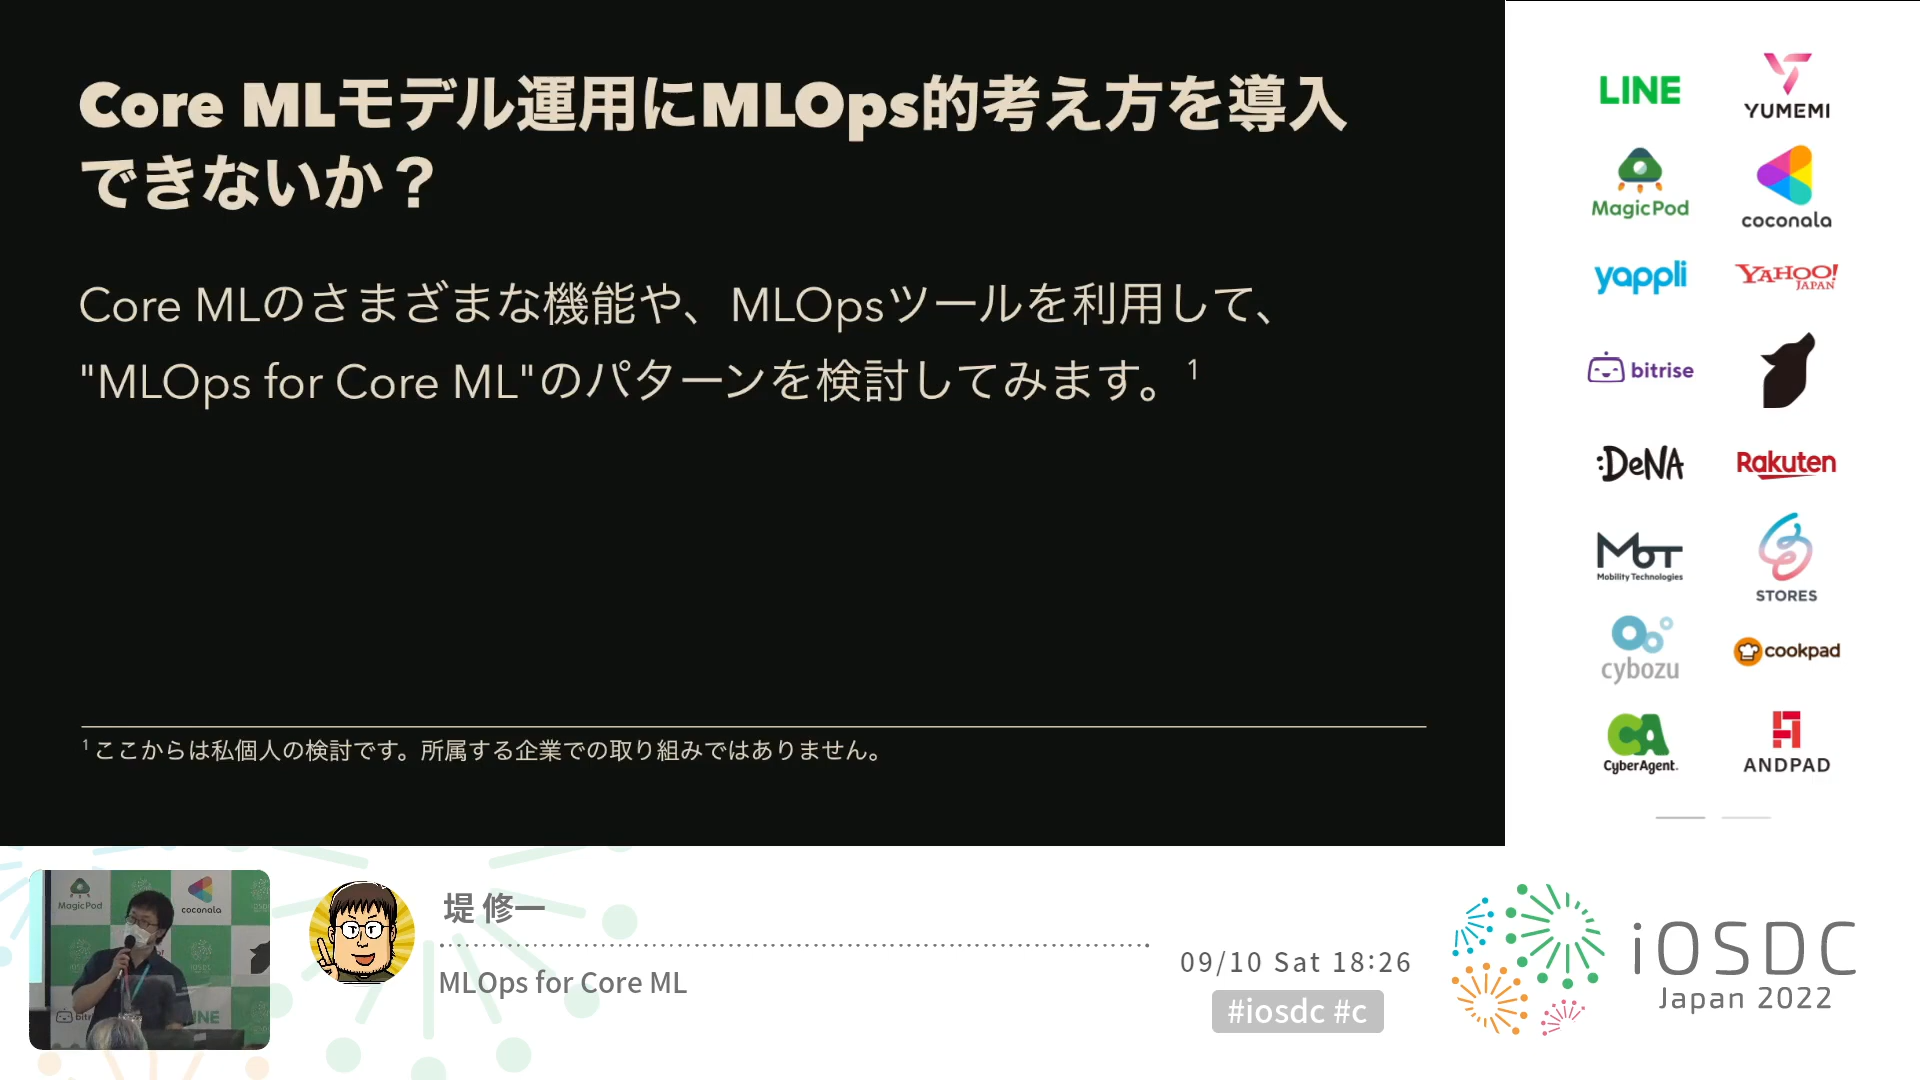 Core MLモデル運用にMLOps的考え方を導入
できないか？
Core MLのさまざまな機能や、MLOpsツールを利用して、
"MLOps for Core ML"のパターンを検討してみます。1
1 ここからは私個人の検討です。所属する企業での取り組みではありません。
LINE
YUMEMI
MagicPod
coconala
yappli
YAHOO!
JAPAN
bitrise
:DeNA
Rakuten
MoT
Mobility Technologies
STORES
cybozu
cookpad
CA
CyberAgent.
ANDPAD
MagicPod
coconala
LINE
堤 修一
MLOps for Core ML
09/10 Sat 18:26
#iosdc #c
iOSDC
Japan 2022